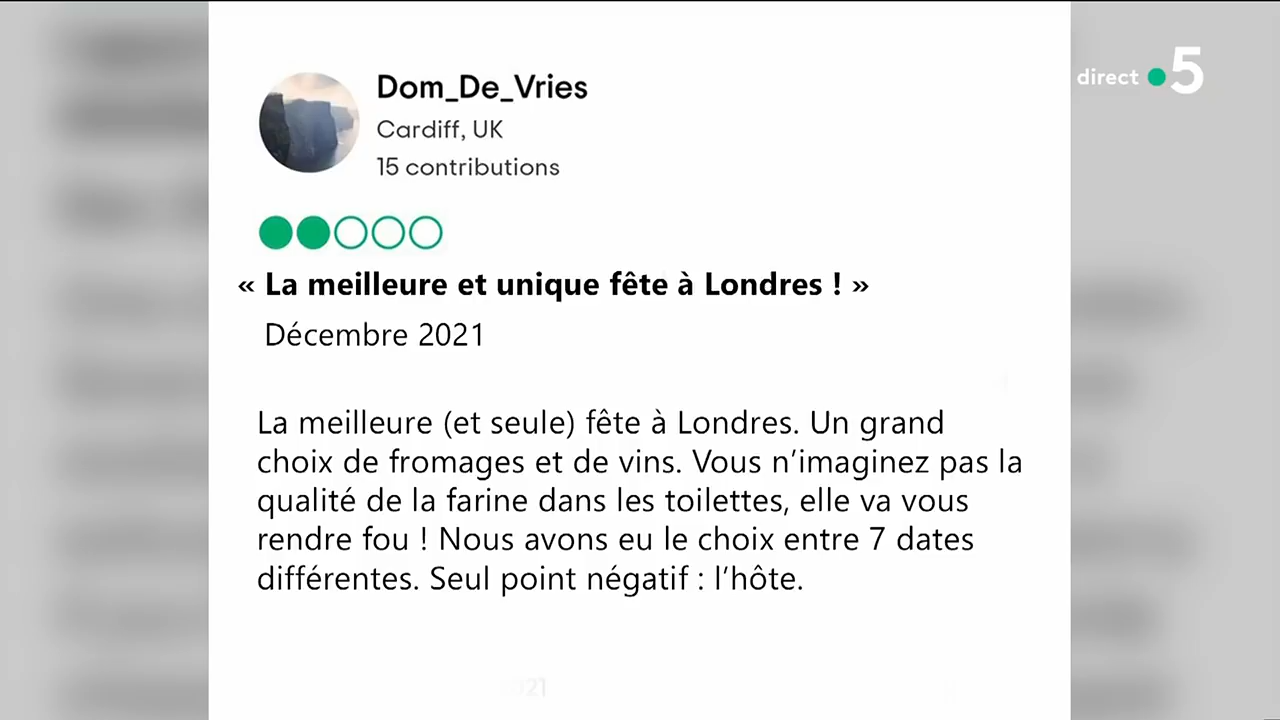 direct 5
Dom_De_Vries
Cardiff, UK
15 contributions
« La meilleure et unique fête à Londres ! »
Décembre 2021
La meilleure (et seule) fête à Londres. Un grand
choix de fromages et de vins. Vous n’imaginez pas la
qualité de la farine dans les toilettes, elle va vous
rendre fou ! Nous avons eu le choix entre 7 dates
différentes. Seul point négatif : l’hôte.